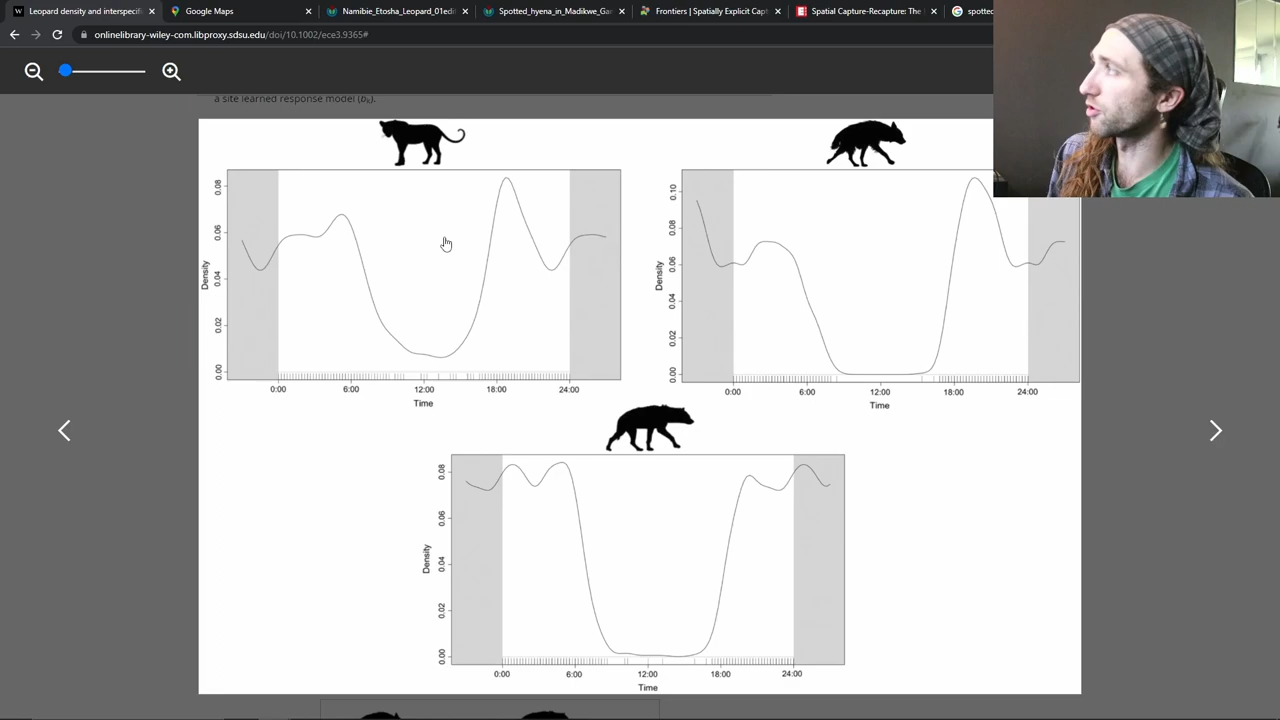 Leopard density and interspecif
Google Maps
Namibie_Etosha_Leopard_01edit
Spotted_hyena_in_Madikwe_Gam
Frontiers | Spatially Explicit Capt
Spatial Capture-Recapture: The
spotted
onlinelibrary-wiley-com.libproxy.sdsu.edu/doi/10.1002/ece3.9365#
a site learned response model (bk).
Density
0.08
0.06
0.04
0.02
0.00
0:00 6:00 12:00 18:00 24:00
Time
Density
0.10
0.08
0.06
0.04
0.02
0.00
0:00 6:00 12:00 18:00 24:00
Time
Density
0.08
0.06
0.04
0.02
0.00
0:00 6:00 12:00 18:00 24:00
Time